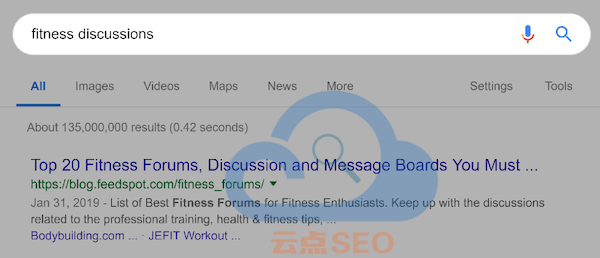 fitness discussions
All Images Videos Maps News More Settings Tools
About 135,000,000 results (0.42 seconds)
Top 20 Fitness Forums, Discussion and Message Boards You Must ...
https://blog.feedspot.com/fitness_forums/
Jan 31, 2019 - List of Best Fitness Forums for Fitness Enthusiasts. Keep up with the discussions
related to the professional training, health & fitness tips, ...
Bodybuilding.com ... · JEFIT Workout ...
云点SEO